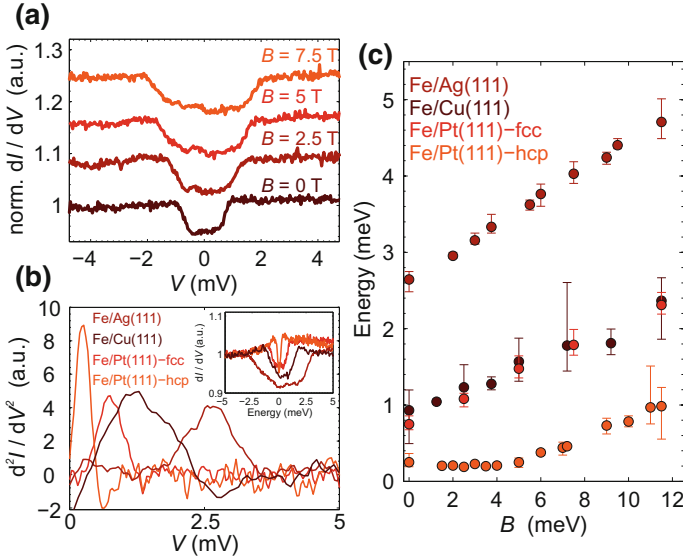 (a)
norm. dI / dV (a.u.)
1.3
1.2
1.1
1
B = 7.5 T
B = 5 T
B = 2.5 T
B = 0 T
-4 -2 0 2 4
V (mV)
(b)
d²I / dV² (a.u.)
10
8
6
4
2
0
-2
Fe/Ag(111)
Fe/Cu(111)
Fe/Pt(111)-fcc
Fe/Pt(111)-hcp
dI / dV (a.u.)
1.1
1
0.9
-5 0 5
Energy (meV)
0 2.5 5
V (mV)
(c)
Energy (meV)
5
4
3
2
1
0
Fe/Ag(111)
Fe/Cu(111)
Fe/Pt(111)-fcc
Fe/Pt(111)-hcp
0 2 4 6 8 10 12
B (meV)